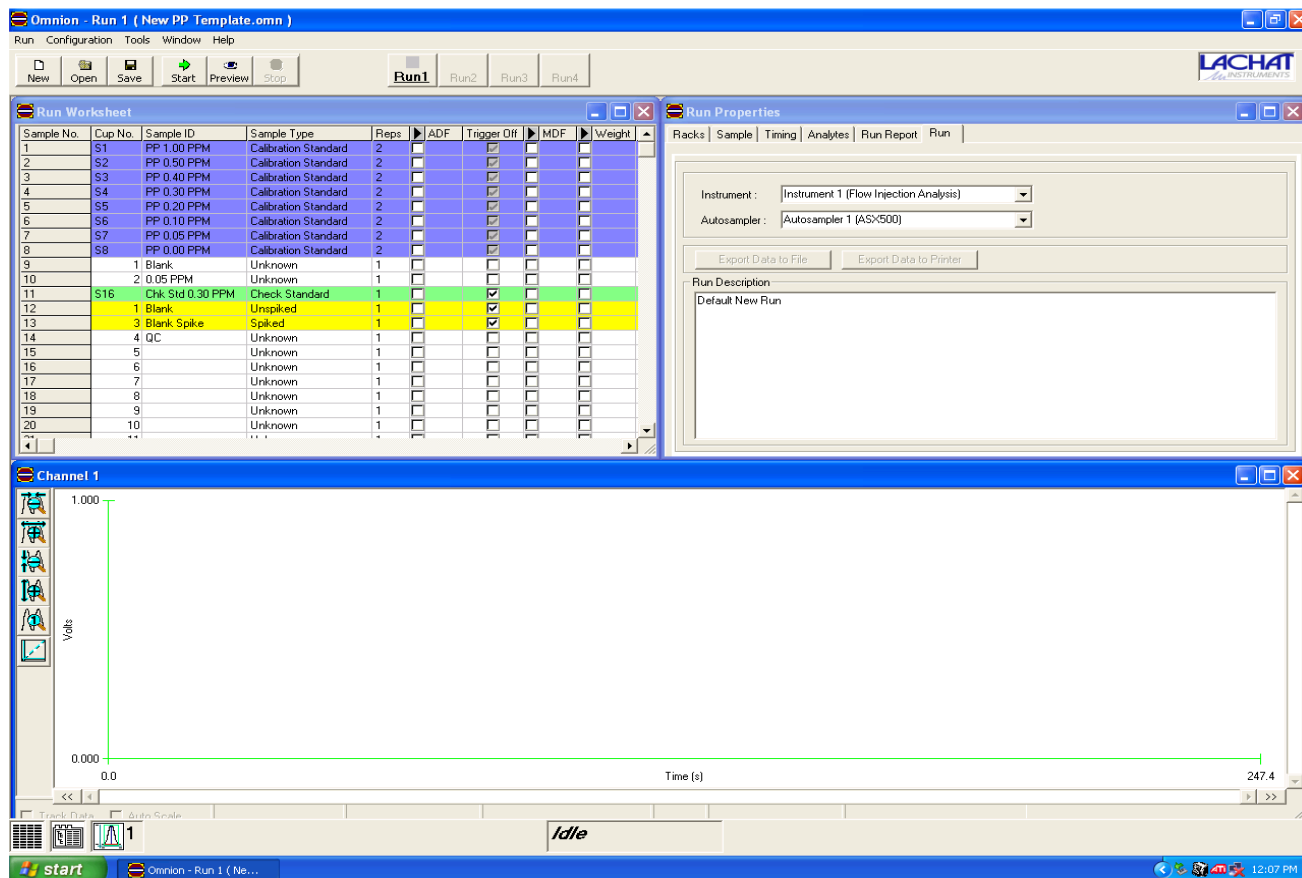 Omnion - Run 1 ( New PP Template.omn )
Run Configuration Tools Window Help
New Open Save Start Preview Stop Run1 Run2 Run3 Run4
LACHAT
INSTRUMENTS
Run Worksheet
Sample No. Cup No. Sample ID Sample Type Reps ADF Trigger Off MDF Weight
1 S1 PP 1.00 PPM Calibration Standard 2
2 S2 PP 0.50 PPM Calibration Standard 2
3 S3 PP 0.40 PPM Calibration Standard 2
4 S4 PP 0.30 PPM Calibration Standard 2
5 S5 PP 0.20 PPM Calibration Standard 2
6 S6 PP 0.10 PPM Calibration Standard 2
7 S7 PP 0.05 PPM Calibration Standard 2
8 S8 PP 0.00 PPM Calibration Standard 2
9 1 Blank Unknown 1
10 2 0.05 PPM Unknown 1
11 S16 Chk Std 0.30 PPM Check Standard 1
12 1 Blank Unspiked 1
13 3 Blank Spike Spiked 1
14 4 QC Unknown 1
15 5 Unknown 1
16 6 Unknown 1
17 7 Unknown 1
18 8 Unknown 1
19 9 Unknown 1
20 10 Unknown 1
Run Properties
Racks Sample Timing Analytes Run Report Run
Instrument : Instrument 1 (Flow Injection Analysis)
Autosampler : Autosampler 1 (ASX500)
Export Data to File Export Data to Printer
Run Description
Default New Run
Channel 1
1.000
Volts
0.000
0.0 Time (s) 247.4
<< >>
Track Data Auto Scale
1 Idle
start Omnion - Run 1 ( Ne... 12:07 PM